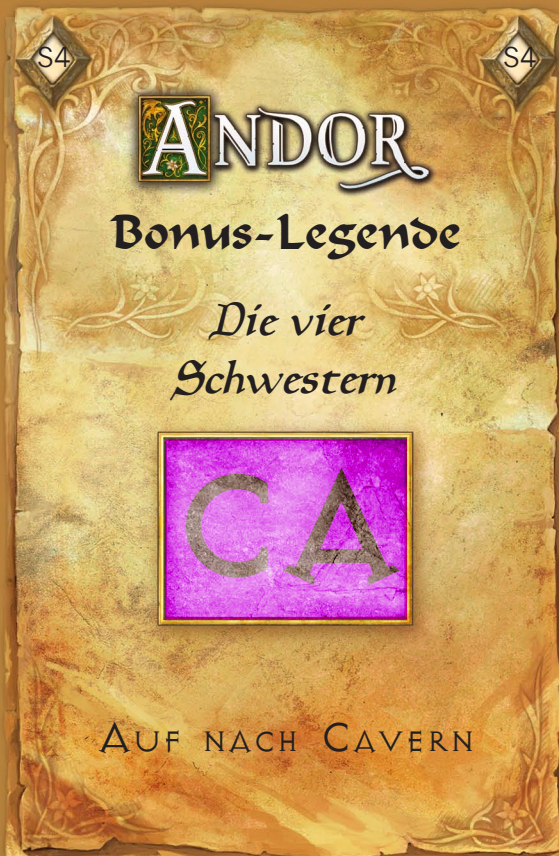 S4 S4
ANDOR
Bonus-Legende
Die vier
Schwestern
CA
AUF NACH CAVERN